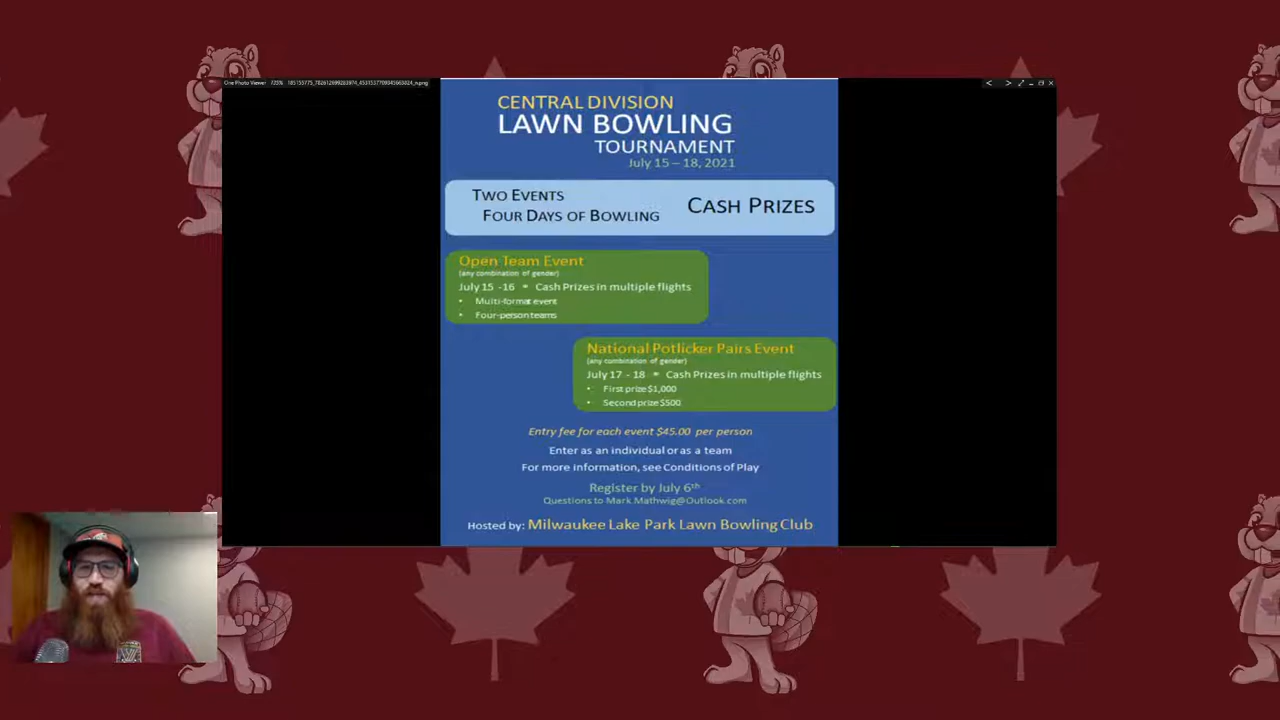 One Photo Viewer
CENTRAL DIVISION
LAWN BOWLING
TOURNAMENT
July 15 – 18, 2021
TWO EVENTS
FOUR DAYS OF BOWLING
CASH PRIZES
Open Team Event
(any combination of gender)
July 15 -16 * Cash Prizes in multiple flights
• Multi-format event
• Four-person teams
National Potlicker Pairs Event
(any combination of gender)
July 17 - 18 * Cash Prizes in multiple flights
• First prize $1,000
• Second prize $500
Entry fee for each event $45.00 per person
Enter as an individual or as a team
For more information, see Conditions of Play
Register by July 6th
Questions to Mark.Mathwig@Outlook.com
Hosted by: Milwaukee Lake Park Lawn Bowling Club